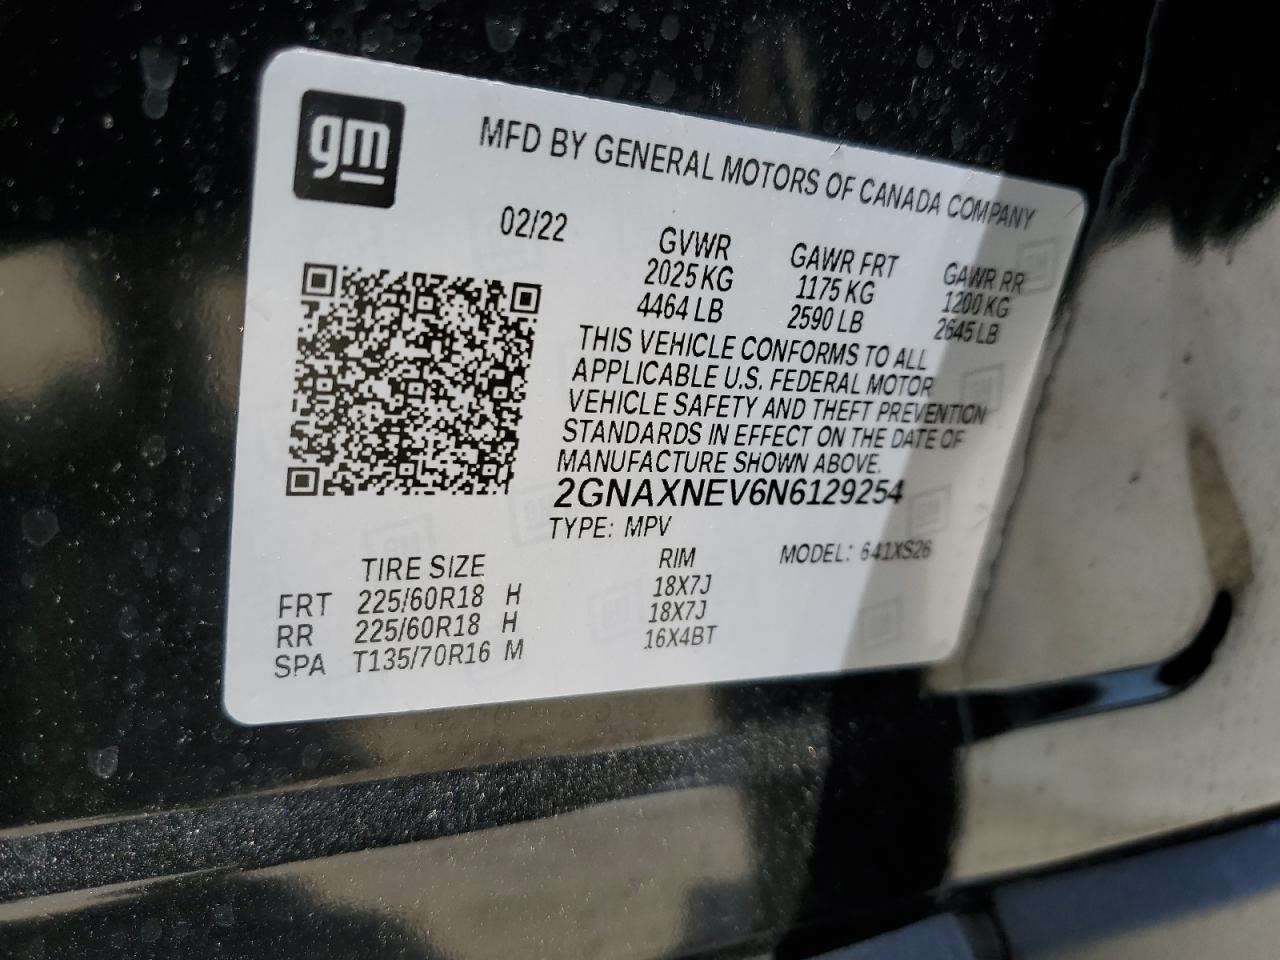 gm
MFD BY GENERAL MOTORS OF CANADA COMPANY
02/22
GVWR GAWR FRT GAWR RR
2025 KG 1175 KG 1200 KG
4464 LB 2590 LB 2645 LB
THIS VEHICLE CONFORMS TO ALL
APPLICABLE U.S. FEDERAL MOTOR
VEHICLE SAFETY AND THEFT PREVENTION
STANDARDS IN EFFECT ON THE DATE OF
MANUFACTURE SHOWN ABOVE.
2GNAXNEV6N6129254
TYPE: MPV MODEL: 641XS26
TIRE SIZE RIM
FRT 225/60R18 H 18X7J
RR 225/60R18 H 18X7J
SPA T135/70R16 M 16X4BT